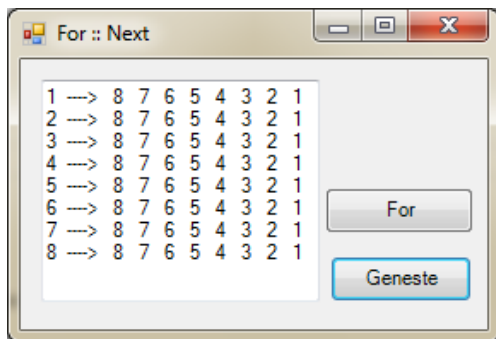 For :: Next
1 ---> 8 7 6 5 4 3 2 1
2 ---> 8 7 6 5 4 3 2 1
3 ---> 8 7 6 5 4 3 2 1
4 ---> 8 7 6 5 4 3 2 1
5 ---> 8 7 6 5 4 3 2 1
6 ---> 8 7 6 5 4 3 2 1
7 ---> 8 7 6 5 4 3 2 1
8 ---> 8 7 6 5 4 3 2 1
For
Geneste